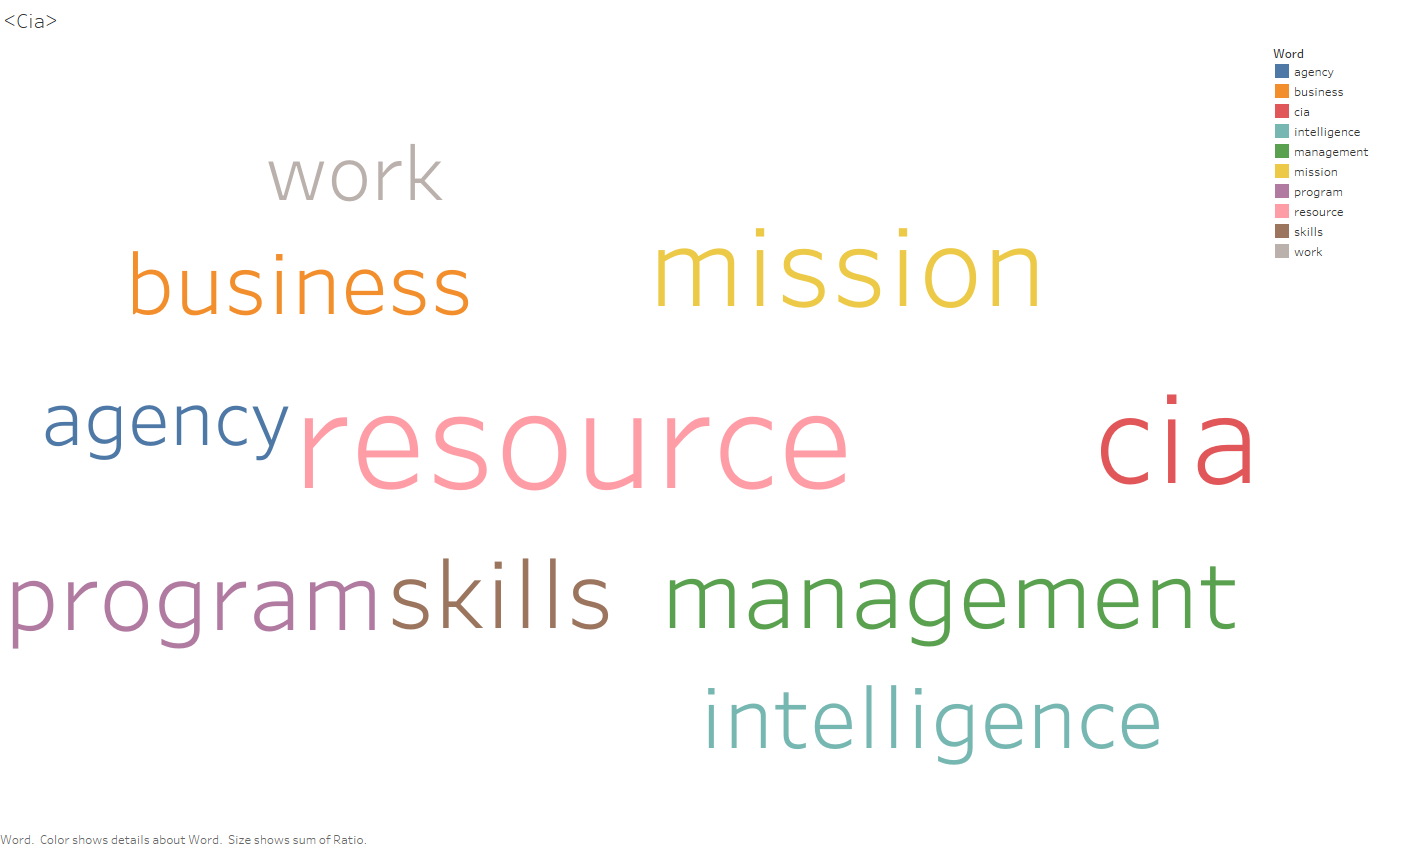 <Cia>
Word
agency
business
cia
intelligence
management
mission
program
resource
skills
work
work
business
mission
agency
resource
cia
program
skills
management
intelligence
Word. Color shows details about Word. Size shows sum of Ratio.